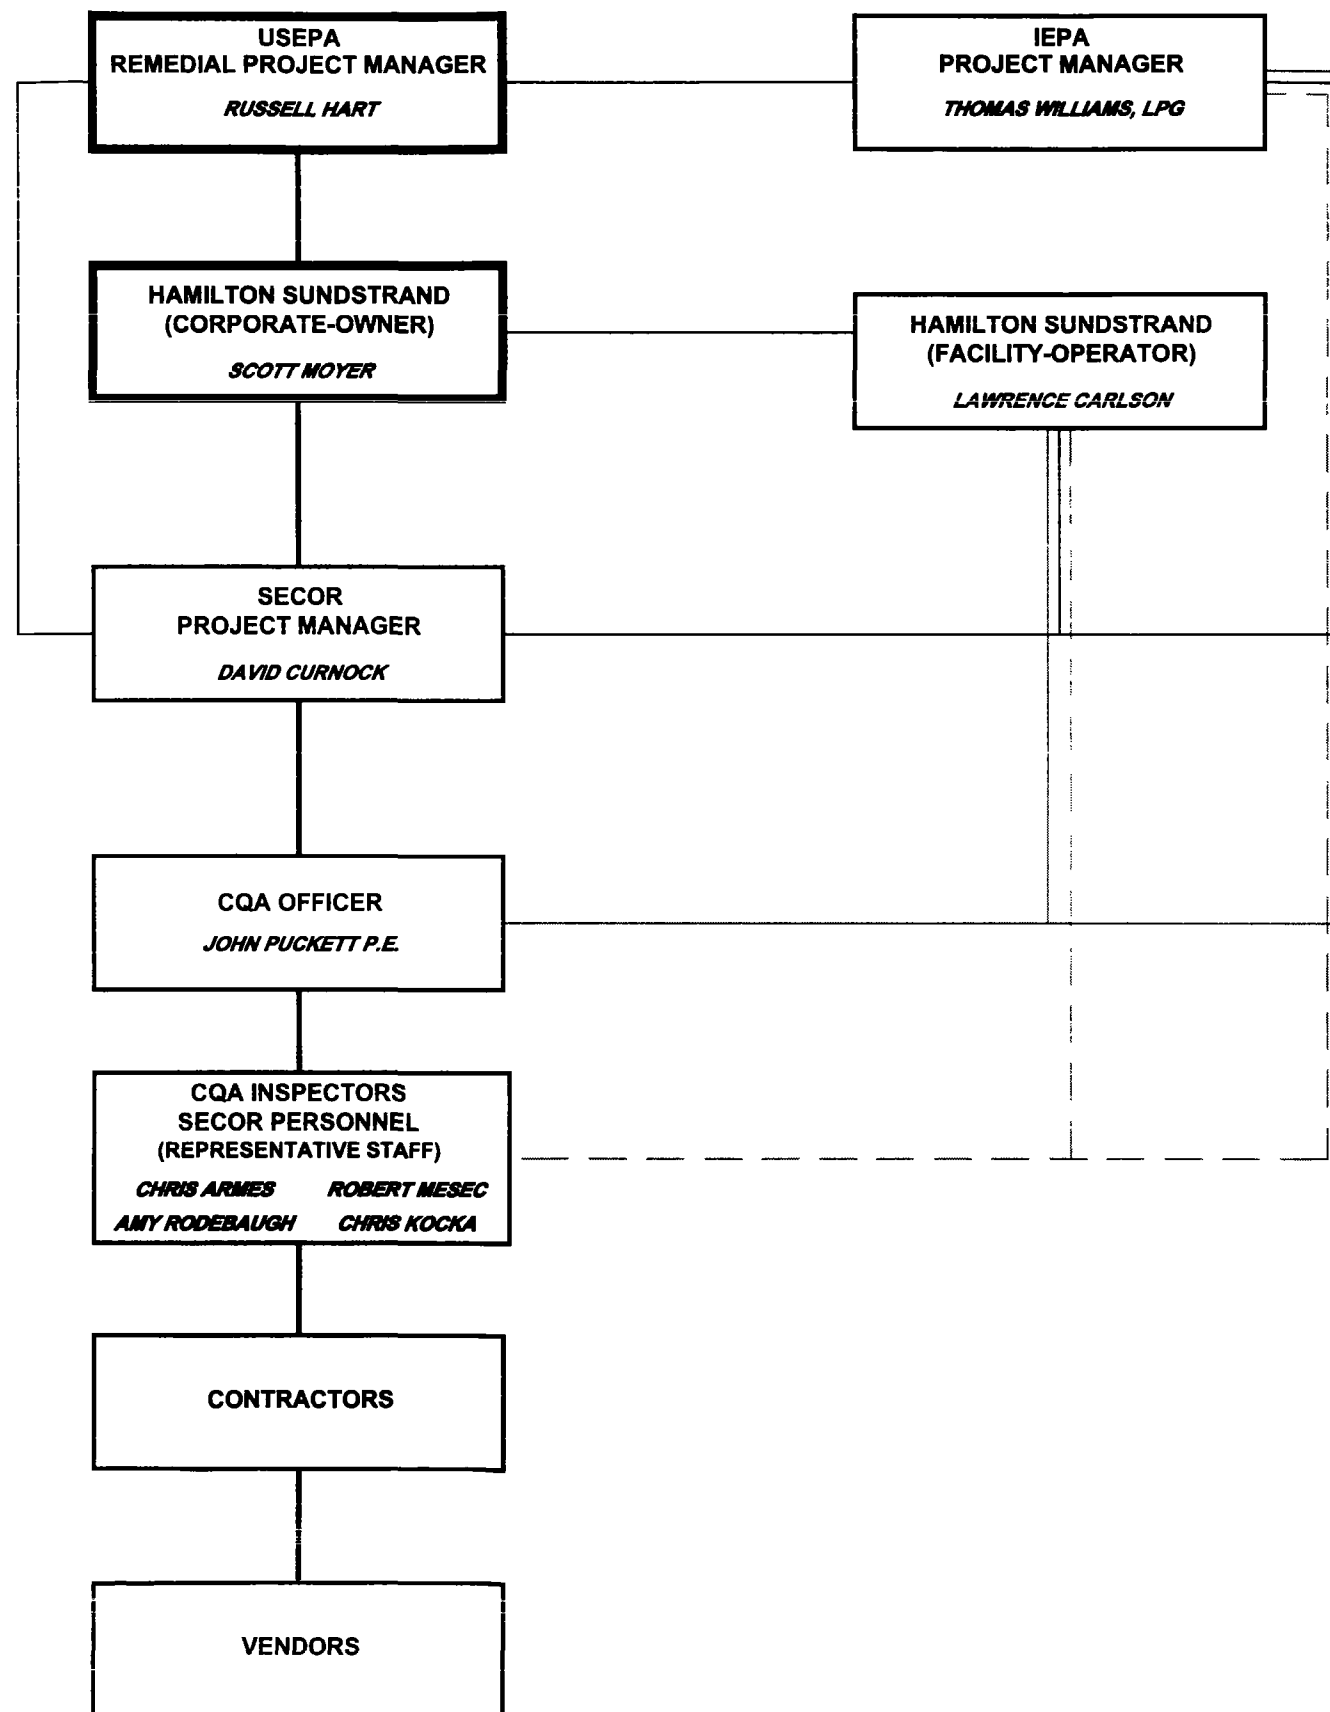 USEPA
REMEDIAL PROJECT MANAGER
RUSSELL HART
IEPA
PROJECT MANAGER
THOMAS WILLIAMS, LPG
HAMILTON SUNDSTRAND
(CORPORATE-OWNER)
SCOTT MOYER
HAMILTON SUNDSTRAND
(FACILITY-OPERATOR)
LAWRENCE CARLSON
SECOR
PROJECT MANAGER
DAVID CURNOCK
CQA OFFICER
JOHN PUCKETT P.E.
CQA INSPECTORS
SECOR PERSONNEL
(REPRESENTATIVE STAFF)
CHRIS ARMES ROBERT MESEC
AMY RODEBAUGH CHRIS KOCKA
CONTRACTORS
VENDORS